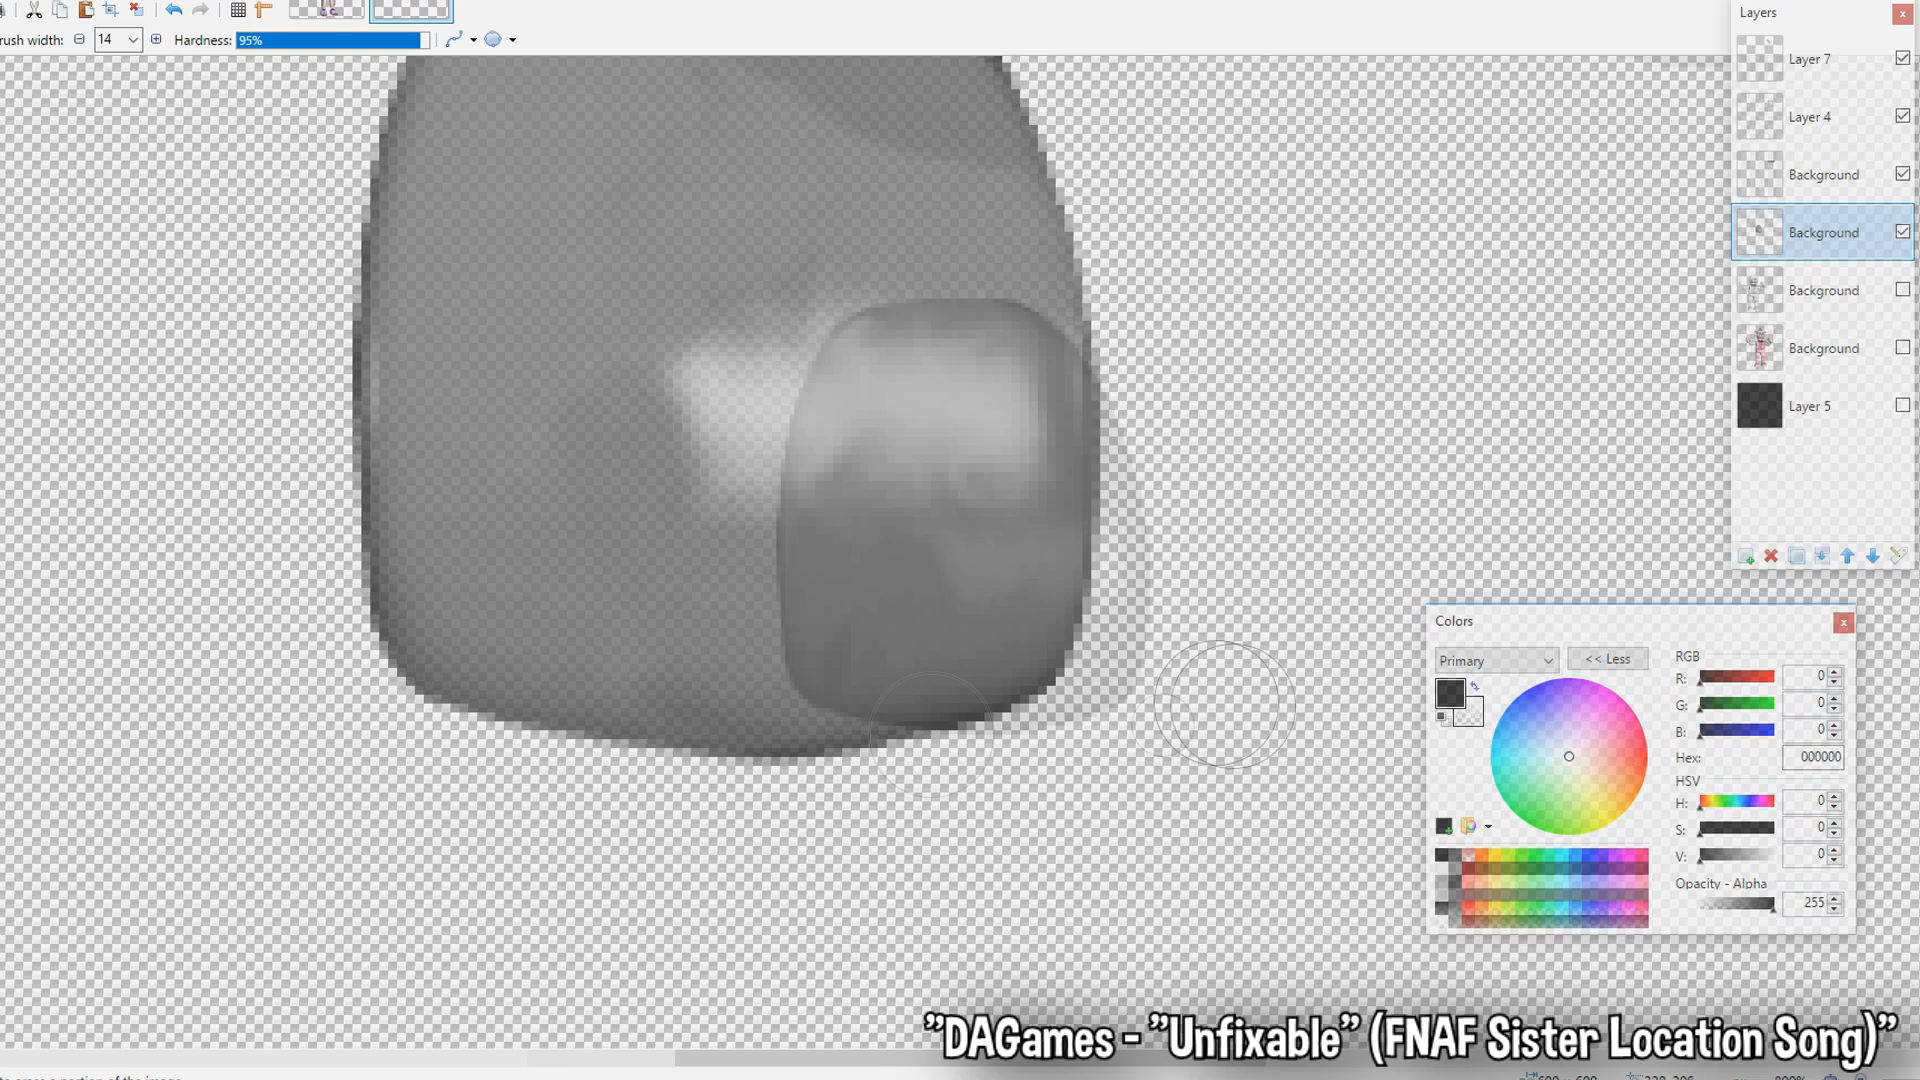 rush width:
14
Hardness:
95%
Layers
Layer 7
Layer 4
Background
Background
Background
Background
Layer 5
Colors
Primary
<< Less
RGB
R:
0
G:
0
B:
0
Hex:
000000
HSV
H:
0
S:
0
V:
0
Opacity - Alpha
255
"DAGames - "Unfixable" (FNAF Sister Location Song)"